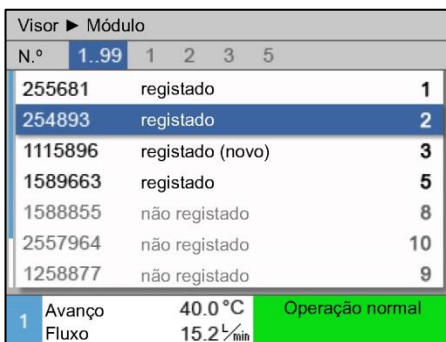 Visor ► Módulo
N.º 1..99 1 2 3 5
255681 registado 1
254893 registado 2
1115896 registado (novo) 3
1589663 registado 5
1588855 não registado 8
2557964 não registado 10
1258877 não registado 9
1 Avanço 40.0 °C Operação normal
Fluxo 15.2 L/min